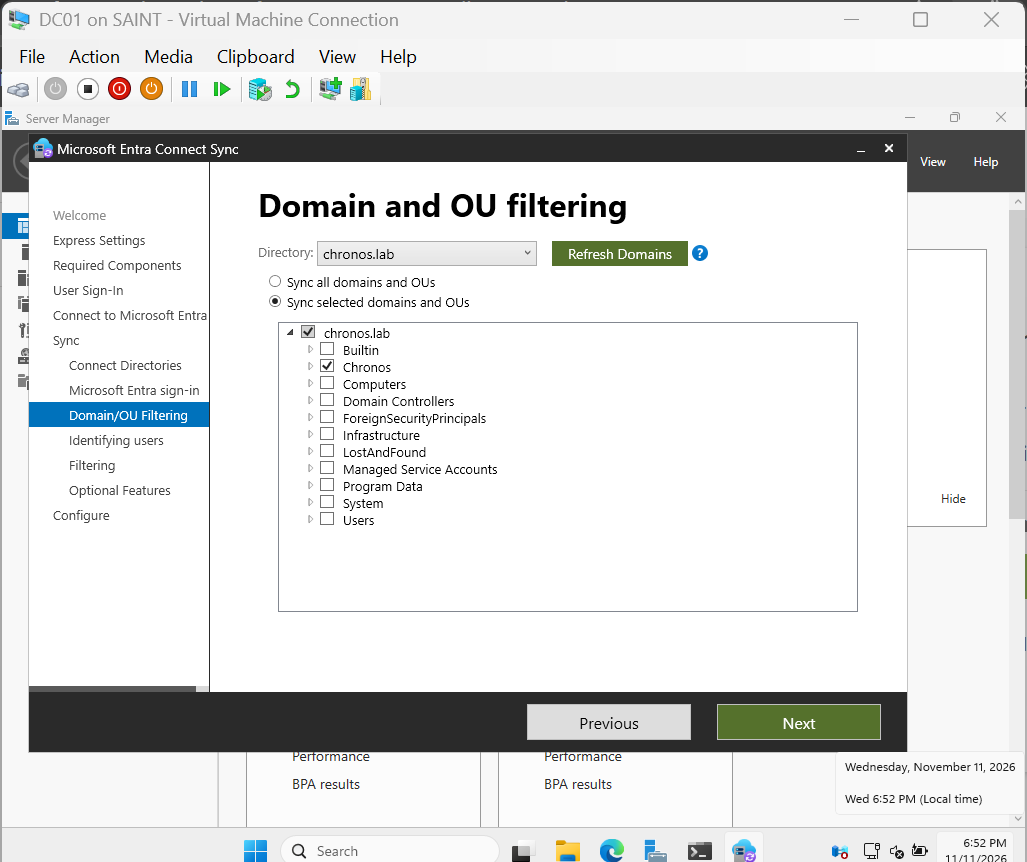 DC01 on SAINT - Virtual Machine Connection
File Action Media Clipboard View Help
Server Manager
Microsoft Entra Connect Sync
View Help
Welcome
Express Settings
Required Components
User Sign-In
Connect to Microsoft Entra
Sync
Connect Directories
Microsoft Entra sign-in
Domain/OU Filtering
Identifying users
Filtering
Optional Features
Configure
Domain and OU filtering
Directory: chronos.lab Refresh Domains ?
Sync all domains and OUs
Sync selected domains and OUs
chronos.lab
Builtin
Chronos
Computers
Domain Controllers
ForeignSecurityPrincipals
Infrastructure
LostAndFound
Managed Service Accounts
Program Data
System
Users
Hide
Previous Next
Performance Performance
BPA results BPA results
Wednesday, November 11, 2026
Wed 6:52 PM (Local time)
Search
6:52 PM
11/11/2026